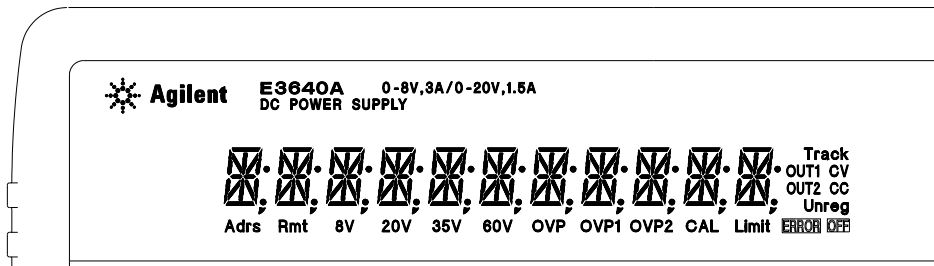 Agilent E3640A 0-8V,3A/0-20V,1.5A
DC POWER SUPPLY
Track
OUT1 CV
OUT2 CC
Unreg
Adrs Rmt 8V 20V 35V 60V OVP OVP1 OVP2 CAL Limit ERROR OFF